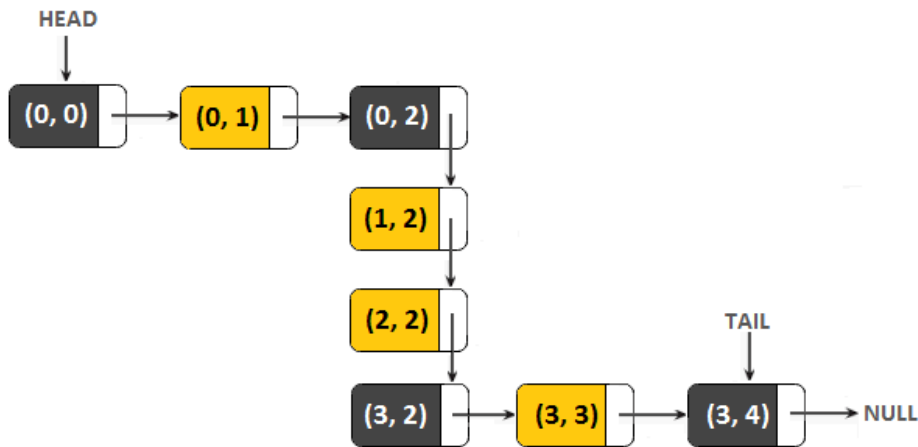 HEAD
(0, 0) (0, 1) (0, 2)
(1, 2)
(2, 2)
TAIL
(3, 2) (3, 3) (3, 4) NULL